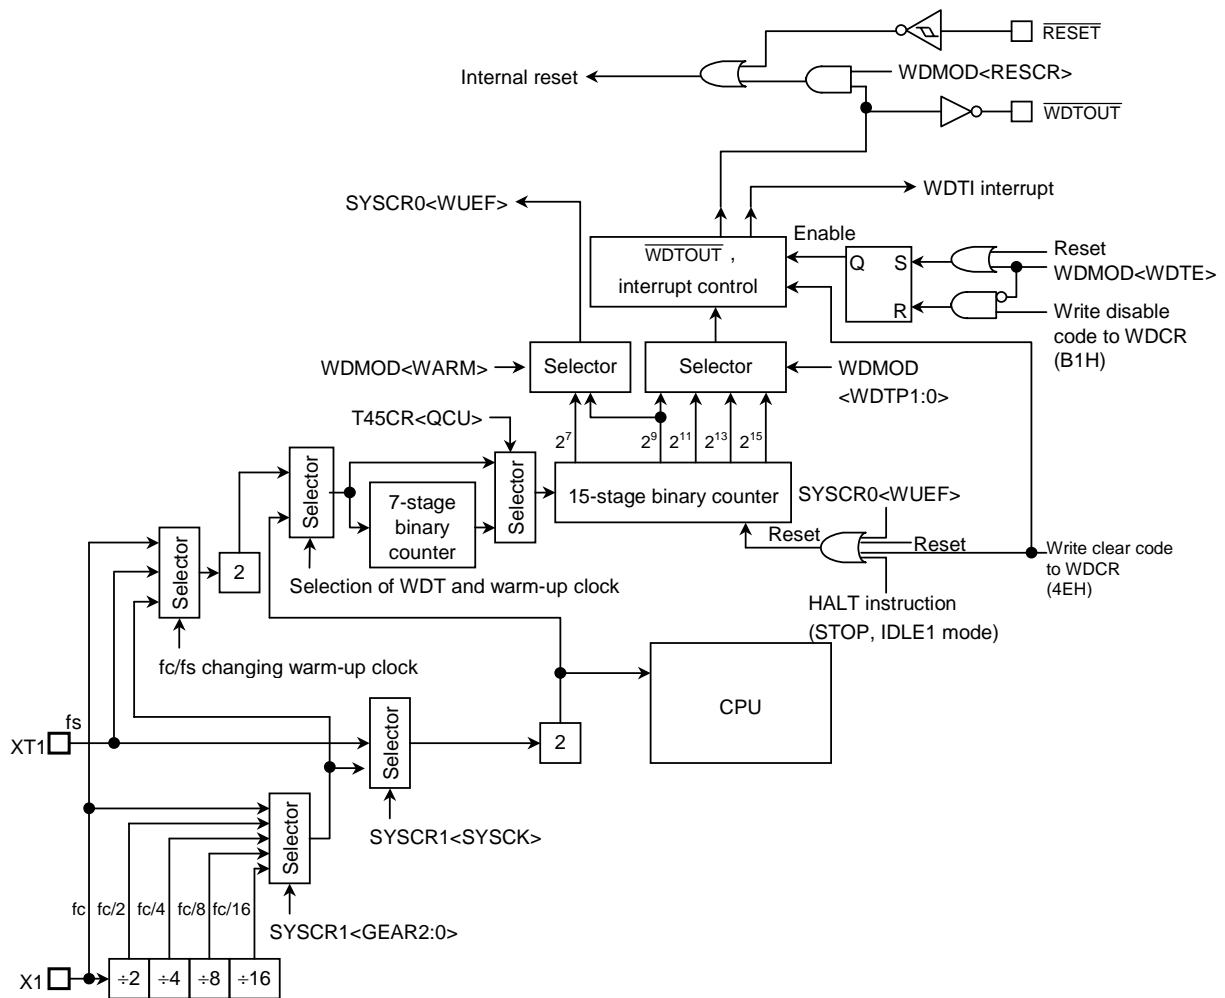 RESET
Internal reset
WDMOD<RESCR>
WDTOUT
WDTI interrupt
SYSCR0<WUEF>
Enable
WDTOUT ,
interrupt control
Q S
R
Reset
WDMOD<WDTE>
Write disable
code to WDCR
(B1H)
WDMOD<WARM>
Selector
Selector
WDMOD
<WDTP1:0>
T45CR<QCU>
2^7 2^9 2^11 2^13 2^15
Selector
7-stage
binary
counter
Selector
15-stage binary counter
SYSCR0<WUEF>
Reset
Reset
Write clear code
to WDCR
(4EH)
Selector
2
Selection of WDT and warm-up clock
HALT instruction
(STOP, IDLE1 mode)
fc/fs changing warm-up clock
CPU
fs
XT1
Selector
2
SYSCR1<SYSCK>
Selector
fc fc/2 fc/4 fc/8 fc/16
SYSCR1<GEAR2:0>
X1
÷2 ÷4 ÷8 ÷16